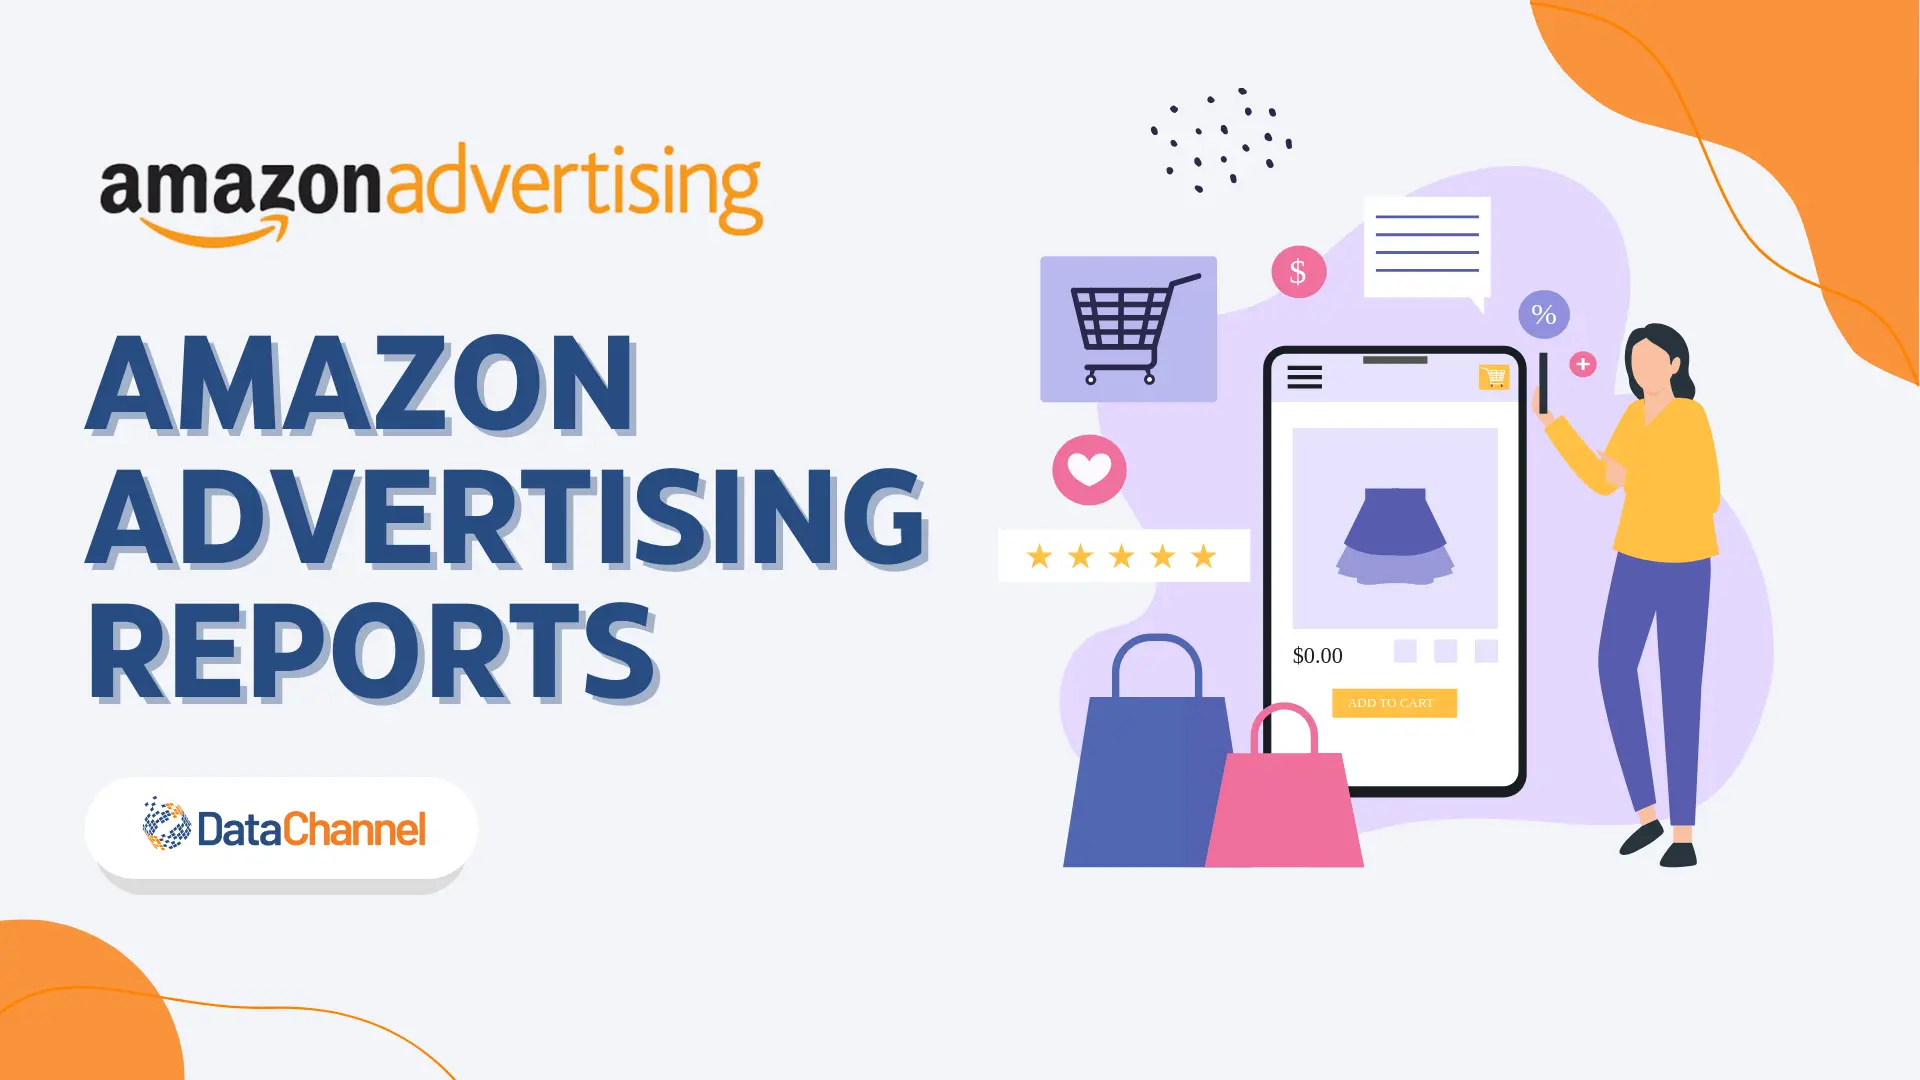 amazonadvertising
AMAZON
ADVERTISING
REPORTS
DataChannel
$
%
+
$0.00
ADD TO CART